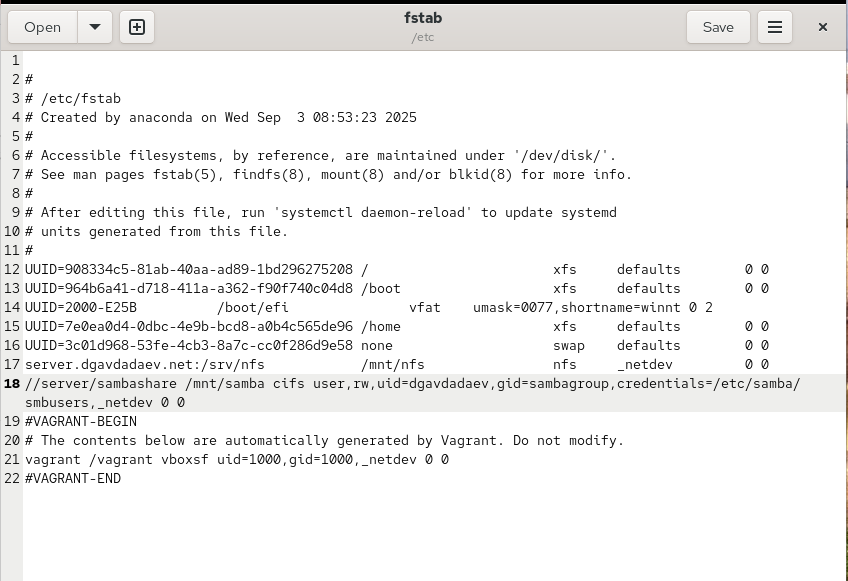 Open
fstab
/etc
Save
1
2 #
3 # /etc/fstab
4 # Created by anaconda on Wed Sep  3 08:53:23 2025
5 #
6 # Accessible filesystems, by reference, are maintained under '/dev/disk/'.
7 # See man pages fstab(5), findfs(8), mount(8) and/or blkid(8) for more info.
8 #
9 # After editing this file, run 'systemctl daemon-reload' to update systemd
10 # units generated from this file.
11 #
12 UUID=908334c5-81ab-40aa-ad89-1bd296275208 /                       xfs     defaults        0 0
13 UUID=964b6a41-d718-411a-a362-f90f740c04d8 /boot                   xfs     defaults        0 0
14 UUID=2000-E25B          /boot/efi               vfat    umask=0077,shortname=winnt 0 2
15 UUID=7e0ea0d4-0dbc-4e9b-bcd8-a0b4c565de96 /home                   xfs     defaults        0 0
16 UUID=3c01d968-53fe-4cb3-8a7c-cc0f286d9e58 none                    swap    defaults        0 0
17 server.dgavdadaev.net:/srv/nfs            /mnt/nfs                nfs     _netdev         0 0
18 //server/sambashare /mnt/samba cifs user,rw,uid=dgavdadaev,gid=sambagroup,credentials=/etc/samba/
smbusers,_netdev 0 0
19 #VAGRANT-BEGIN
20 # The contents below are automatically generated by Vagrant. Do not modify.
21 vagrant /vagrant vboxsf uid=1000,gid=1000,_netdev 0 0
22 #VAGRANT-END